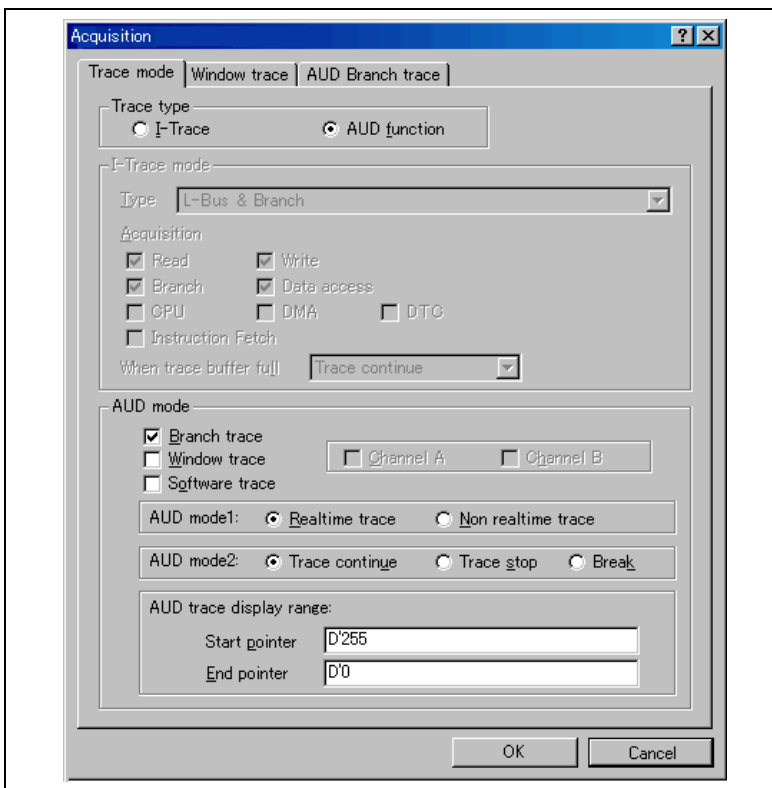 Acquisition
Trace mode Window trace AUD Branch trace
Trace type
I-Trace AUD function
I-Trace mode
Type L-Bus & Branch
Acquisition
Read Write
Branch Data access
CPU DMA DTC
Instruction Fetch
When trace buffer full Trace continue
AUD mode
Branch trace
Window trace Channel A Channel B
Software trace
AUD mode1: Realtime trace Non realtime trace
AUD mode2: Trace continue Trace stop Break
AUD trace display range:
Start pointer D'255
End pointer D'0
OK Cancel